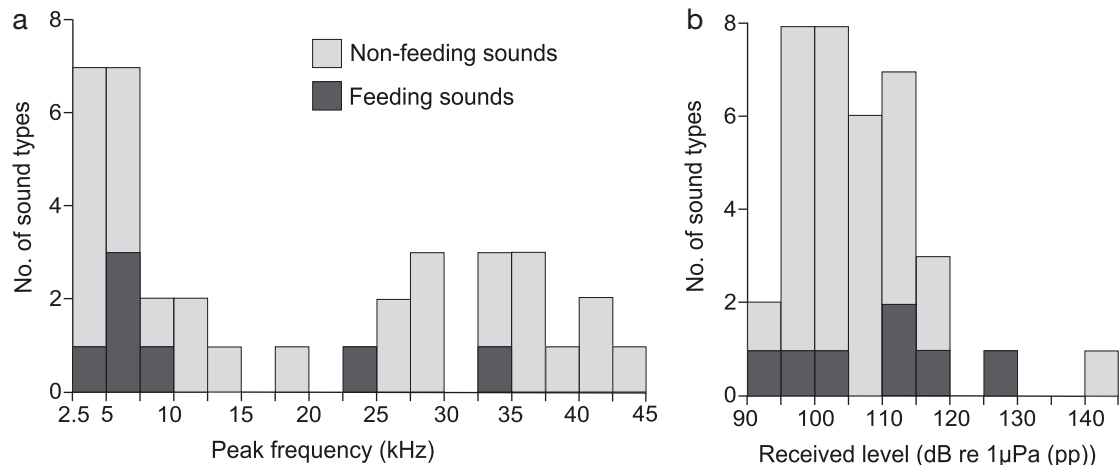 a
8
6
4
2
0
No. of sound types
Non-feeding sounds
Feeding sounds
2.5 5 10 15 20 25 30 35 40 45
Peak frequency (kHz)
b
8
6
4
2
0
No. of sound types
90 100 110 120 130 140
Received level (dB re 1µPa (pp))